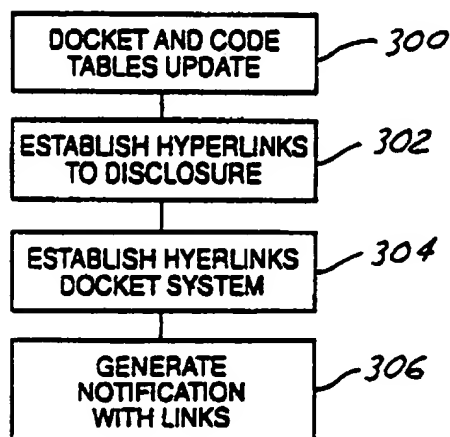 DOCKET AND CODE
TABLES UPDATE
300
ESTABLISH HYPERLINKS
TO DISCLOSURE
302
ESTABLISH HYERLINKS
DOCKET SYSTEM
304
GENERATE
NOTIFICATION
WITH LINKS
306